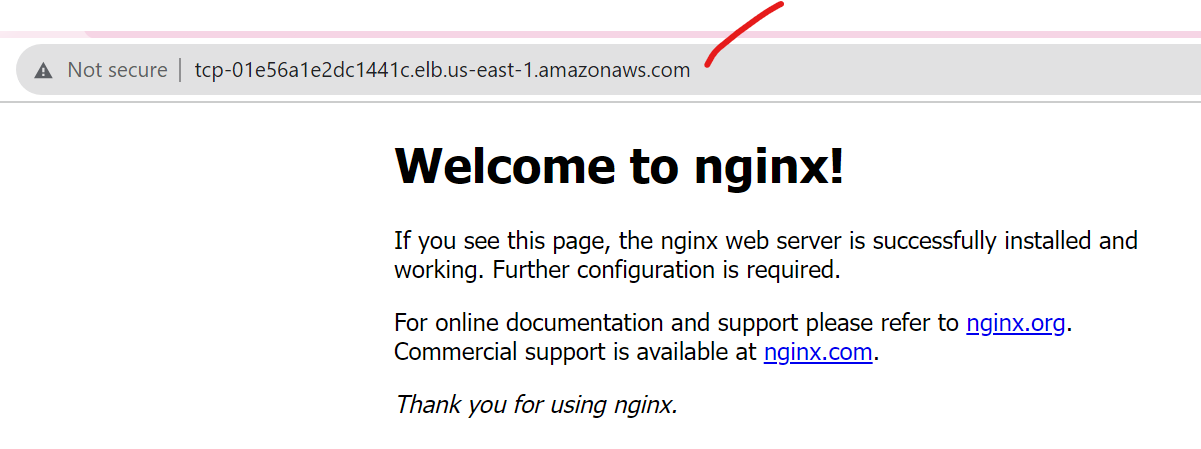 Not secure tcp-01e56a1e2dc1441c.elb.us-east-1.amazonaws.com
Welcome to nginx!
If you see this page, the nginx web server is successfully installed and
working. Further configuration is required.
For online documentation and support please refer to nginx.org.
Commercial support is available at nginx.com.
Thank you for using nginx.